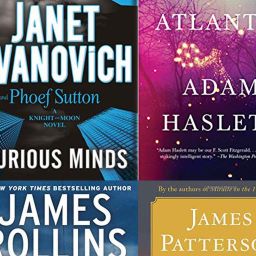 JANET
VANOVICH
and Phoef Sutton
A KNIGHT-AND-MOON
NOVEL
URIOUS MINDS
ATLANT
ADAM
HASLET
"Adam Haslett may be our F. Scott Fitzgerald. . . . A
strikingly intelligent story." —The Washington Post
NEW YORK TIMES BESTSELLING AUTHOR
JAMES
ROLLINS
By the authors of
JAMES
PATTERSO